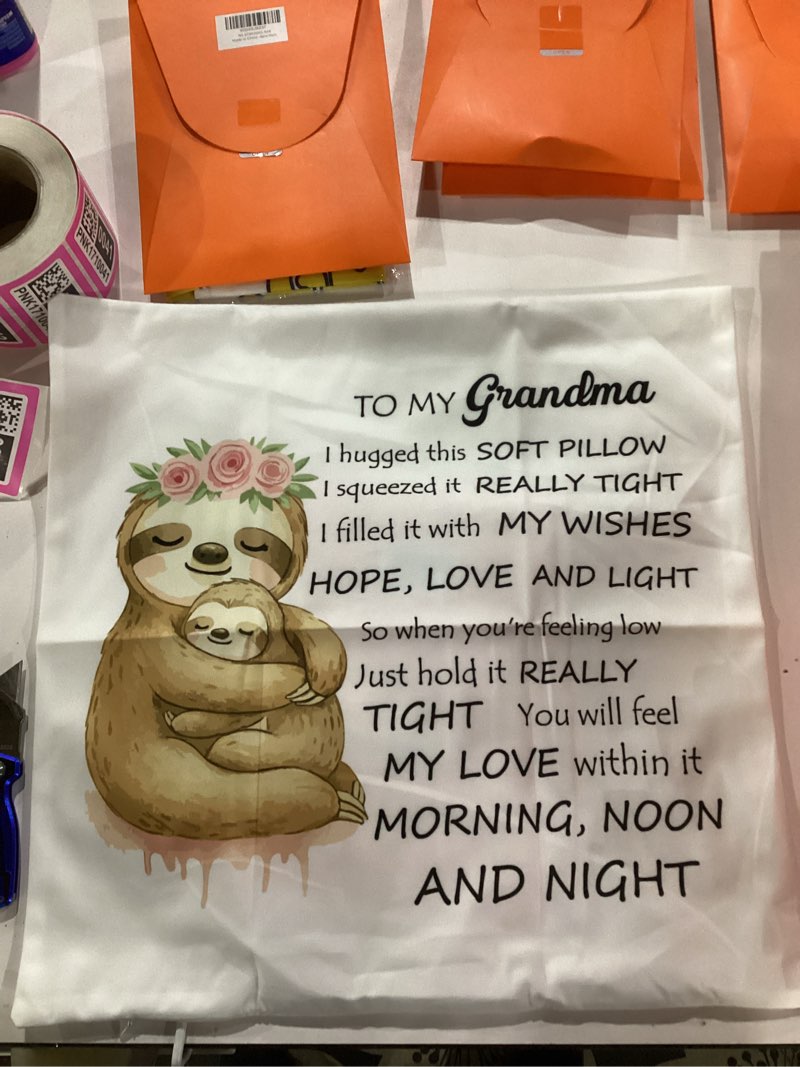 TO MY Grandma
I hugged this SOFT PILLOW
I squeezed it REALLY TIGHT
I filled it with MY WISHES
HOPE, LOVE AND LIGHT
So when you're feeling low
Just hold it REALLY
TIGHT You will feel
MY LOVE within it
MORNING, NOON
AND NIGHT
0041
PNK1710041